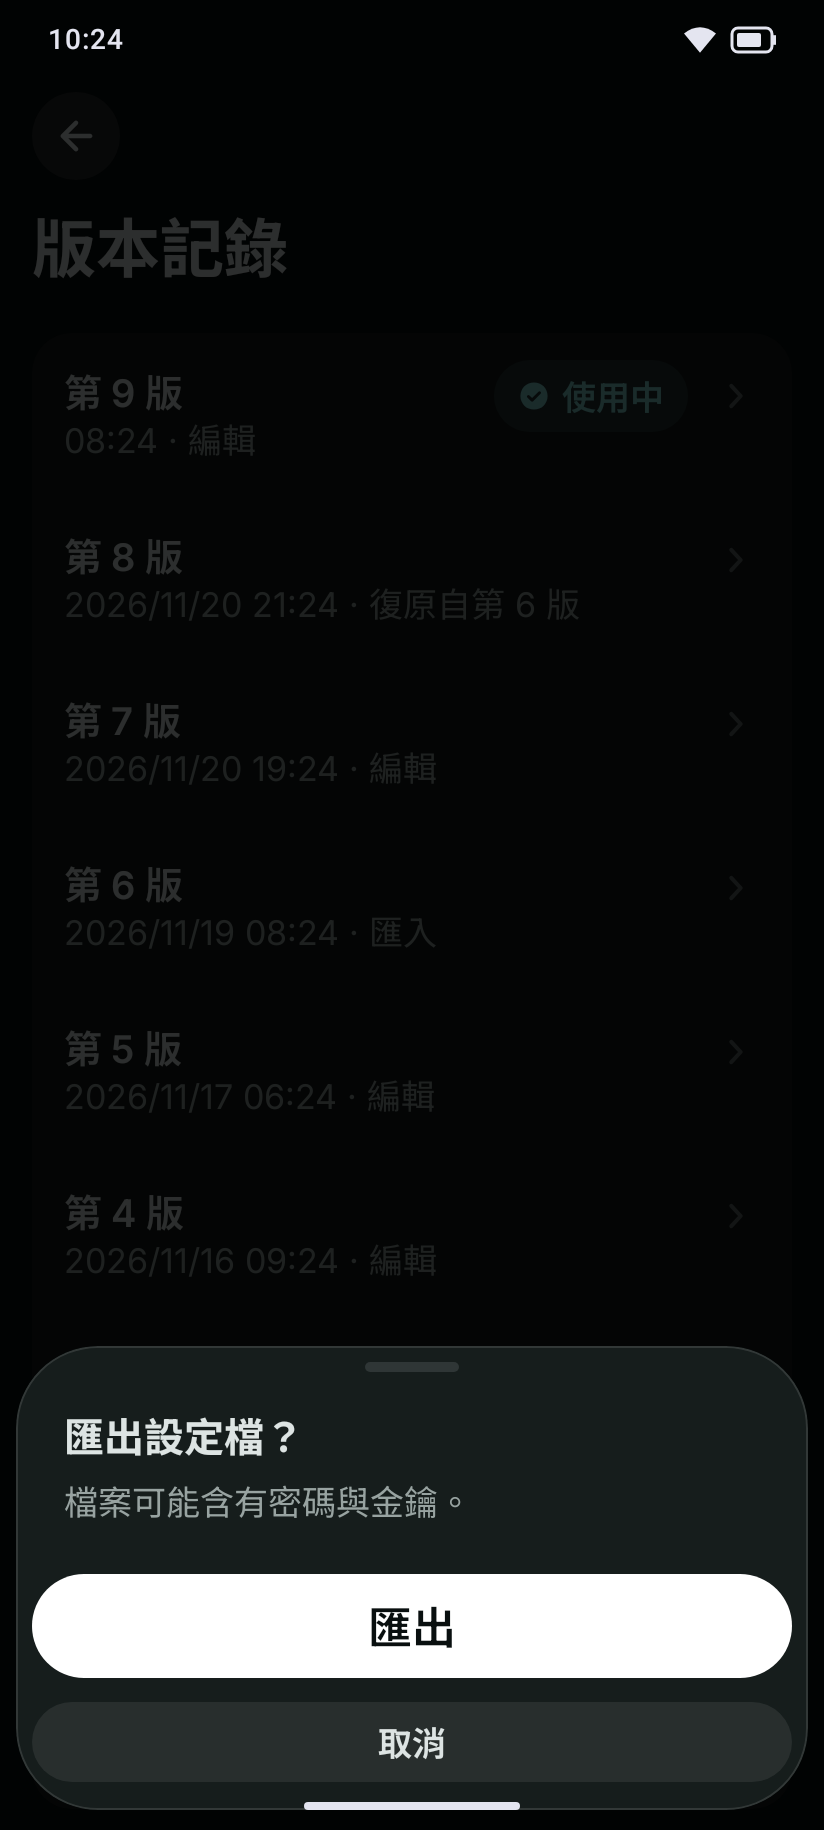 10:24
版本記錄
第 9 版
使用中
08:24 · 編輯
第 8 版
2026/11/20 21:24 · 復原自第 6 版
第 7 版
2026/11/20 19:24 · 編輯
第 6 版
2026/11/19 08:24 · 匯入
第 5 版
2026/11/17 06:24 · 編輯
第 4 版
2026/11/16 09:24 · 編輯
匯出設定檔？
檔案可能含有密碼與金鑰。
匯出
取消